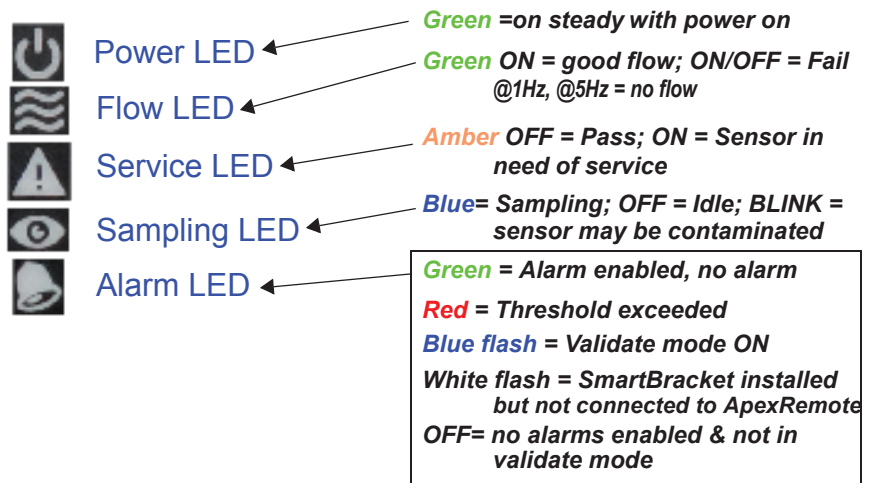 Power LED
Green =on steady with power on
Flow LED
Green ON = good flow; ON/OFF = Fail
@1Hz, @5Hz = no flow
Service LED
Amber OFF = Pass; ON = Sensor in
need of service
Sampling LED
Blue= Sampling; OFF = Idle; BLINK =
sensor may be contaminated
Alarm LED
Green = Alarm enabled, no alarm
Red = Threshold exceeded
Blue flash = Validate mode ON
White flash = SmartBracket installed
but not connected to ApexRemote
OFF= no alarms enabled & not in
validate mode